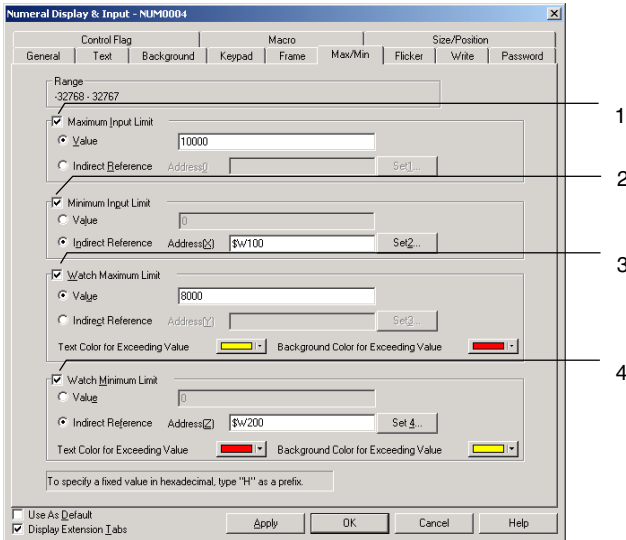 Numeral Display & Input - NUM0004
Control Flag Macro Size/Position
General Text Background Keypad Frame Max/Min Flicker Write Password
Range
-32768 - 32767
1
Maximum Input Limit
Value 10000
Indirect Reference Address0 Set1...
2
Minimum Input Limit
Value 0
Indirect Reference Address(X) $W100 Set2...
3
Watch Maximum Limit
Value 8000
Indirect Reference Address(Y) Set3...
Text Color for Exceeding Value Background Color for Exceeding Value
4
Watch Minimum Limit
Value 0
Indirect Reference Address(Z) $W200 Set 4...
Text Color for Exceeding Value Background Color for Exceeding Value
To specify a fixed value in hexadecimal, type "H" as a prefix.
Use As Default
Display Extension Tabs
Apply OK Cancel Help